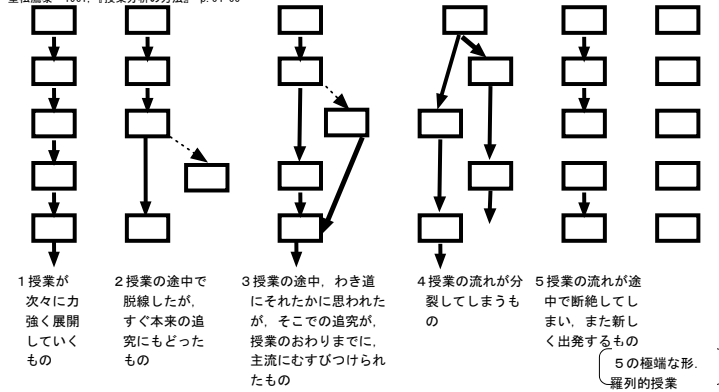 1授業が
次々に力
強く展開
していく
もの
2授業の途中で
脱線したが,
すぐ本来の追
究にもどった
もの
3授業の途中, わき道
にそれたかに思われた
が, そこでの追究が,
授業のおわりまでに,
主流にむすびつけられ
たもの
4授業の流れが分
裂してしまうも
の
5授業の流れが途
中で断絶してし
まい, また新し
く出発するもの
5の極端な形.
羅列的授業